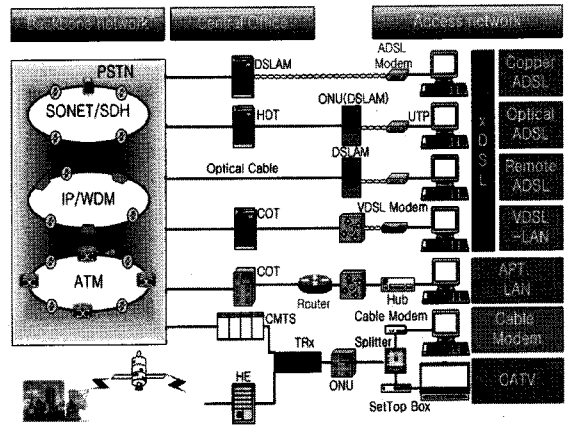 Backbone Network
Central Office
Access network
PSTN
SONET/SDH
IP/WDM
ATM
DSLAM
ADSL
Modem
Copper
ADSL
HDT
ONU(DSLAM)
UTP
Optical
ADSL
Optical Cable
DSLAM
Remote
ADSL
xDSL
COT
VDSL Modem
VDSL
-LAN
COT
Router
Hub
APT
LAN
CMTS
Cable Modem
Cable
Modem
TRx
Splitter
ONU
HE
SetTop Box
CATV